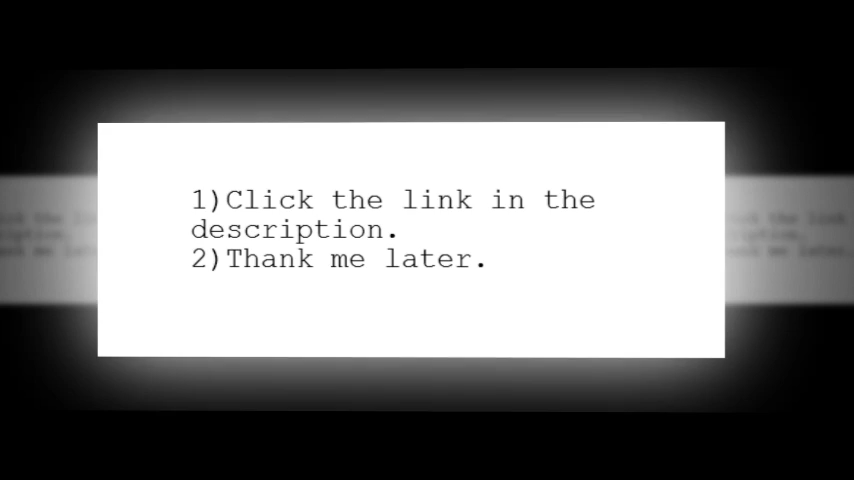 1)Click the link in the
description.
2)Thank me later.